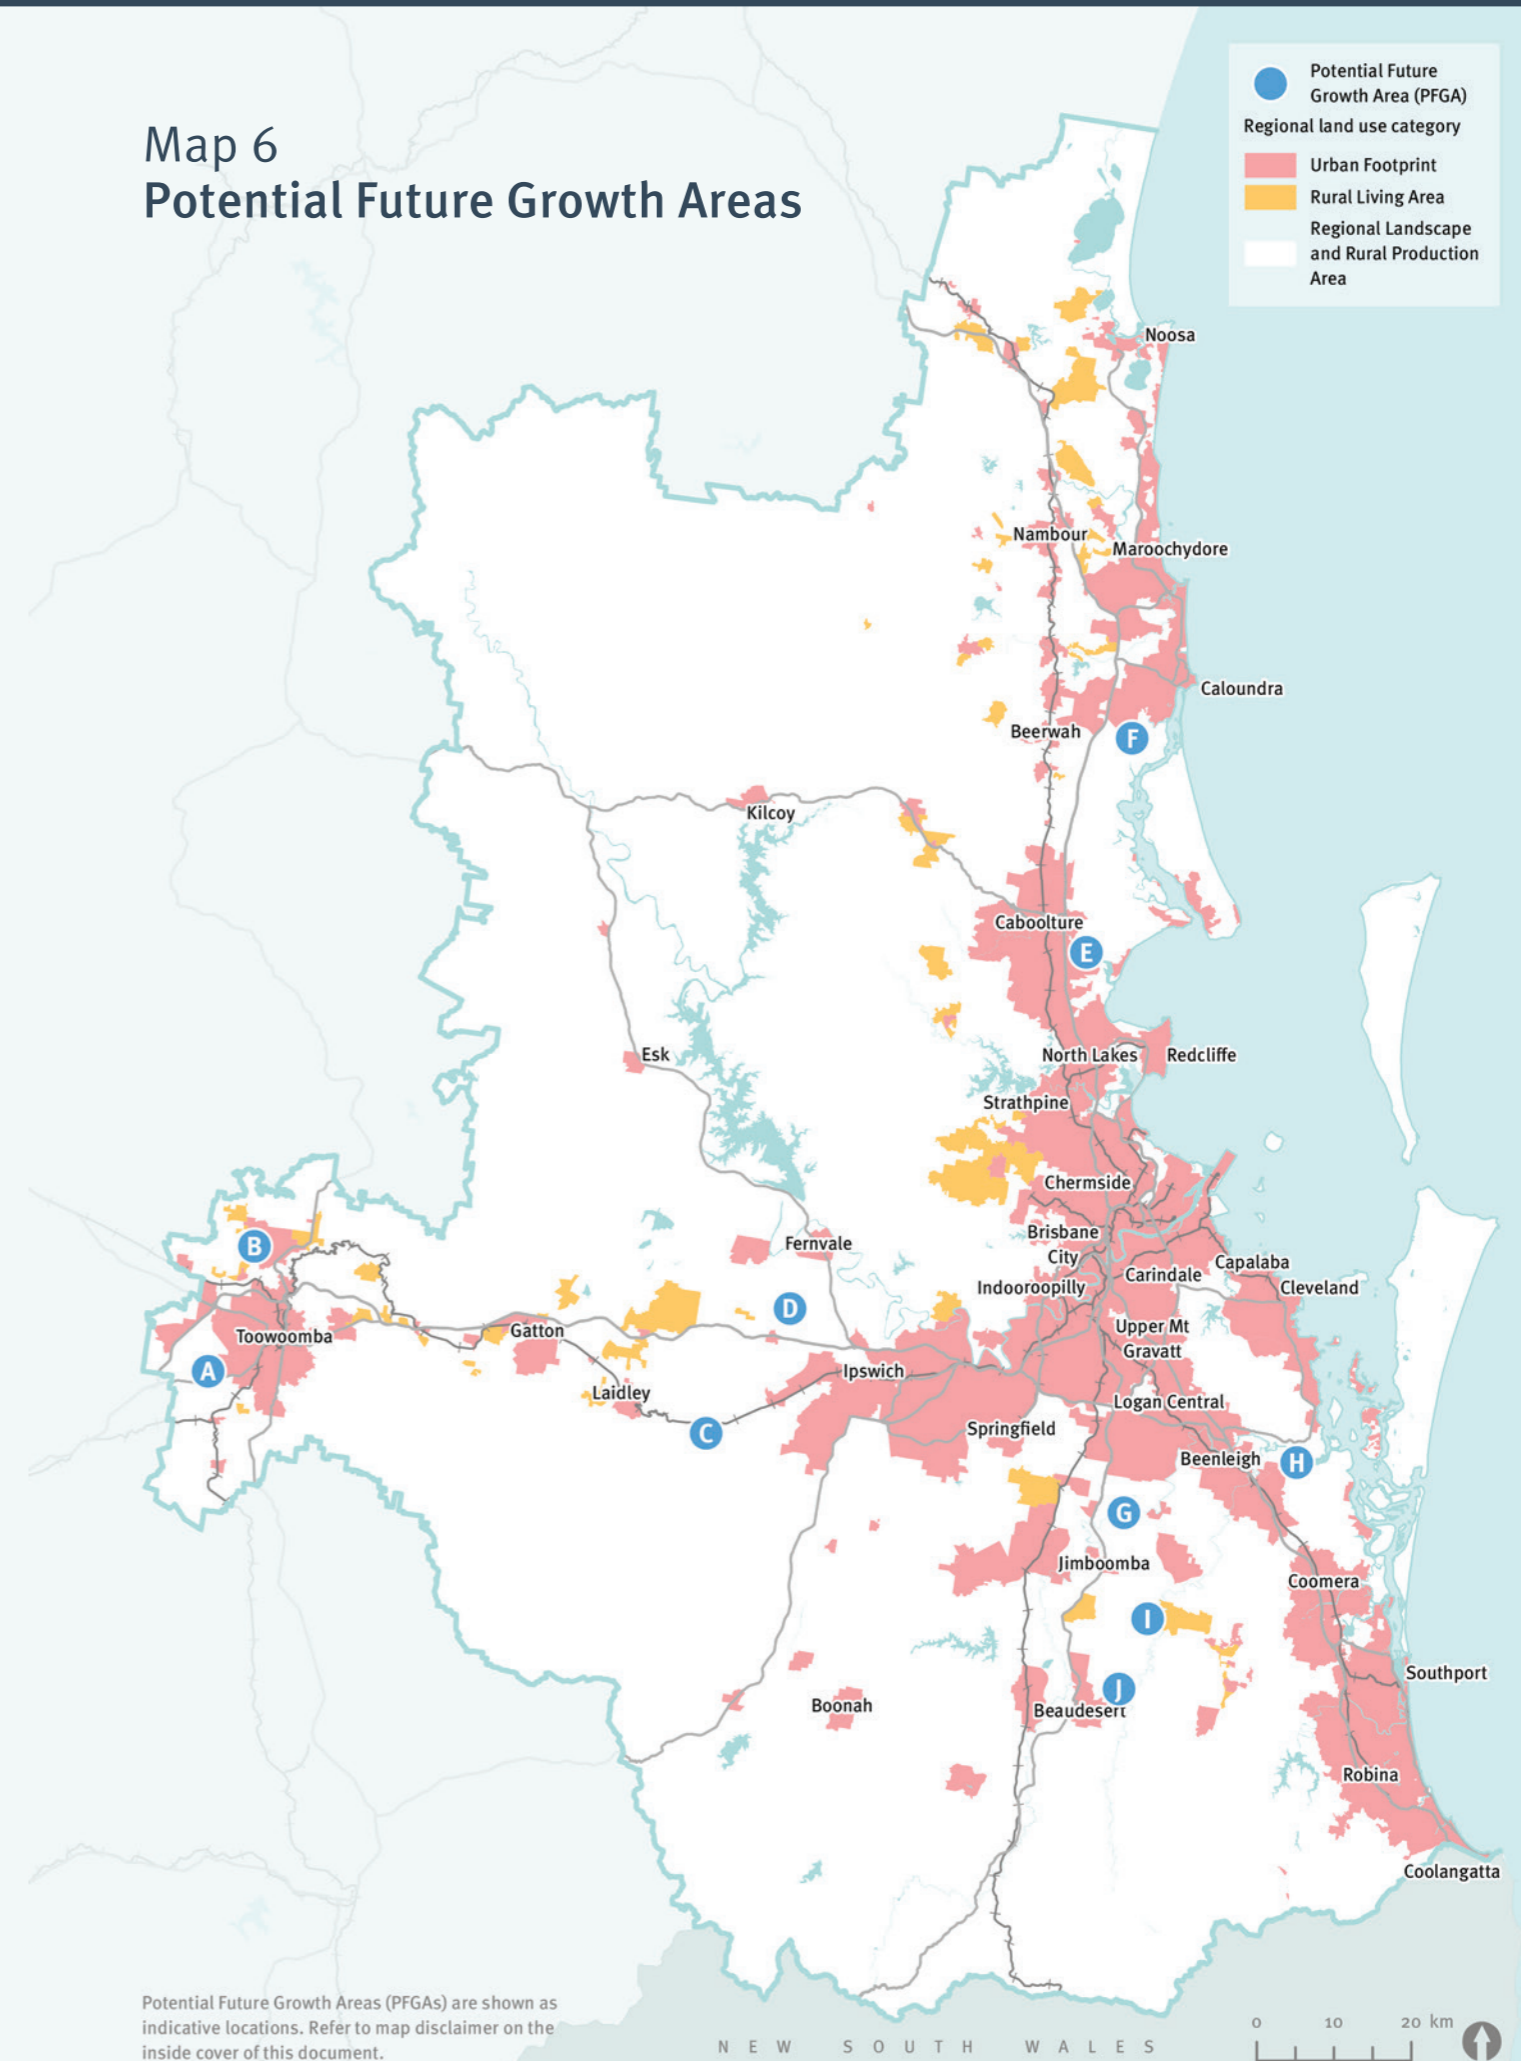 Map 6
Potential Future Growth Areas
Potential Future
Growth Area (PFGA)
Regional land use category
Urban Footprint
Rural Living Area
Regional Landscape
and Rural Production
Area
Noosa
Nambour
Maroochydore
Caloundra
Beerwah
F
Kilcoy
Caboolture
E
Esk
North Lakes
Redcliffe
Strathpine
Chermside
Brisbane
City
B
Fernvale
Capalaba
Carindale
Indooroopilly
Cleveland
D
Upper Mt
Gravatt
Gatton
Toowoomba
A
Ipswich
Laidley
Logan Central
C
Springfield
Beenleigh
H
G
Jimboomba
Coomera
I
Southport
J
Boonah
Beaudesert
Robina
Coolangatta
Potential Future Growth Areas (PFGAs) are shown as
indicative locations. Refer to map disclaimer on the
inside cover of this document.
NEW SOUTH WALES
0 10 20 km